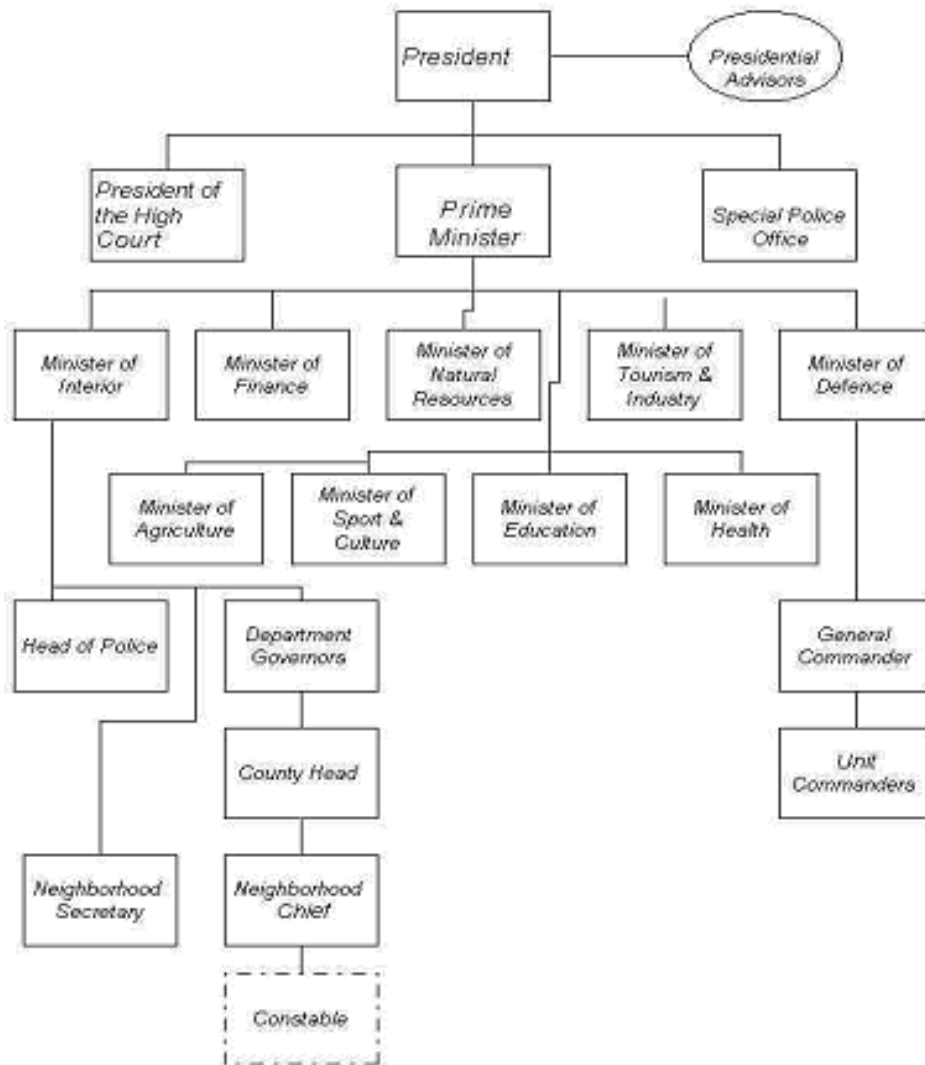 President
Presidential
Advisors
President of
the High
Court
Prime
Minister
Special Police
Office
Minister of
Interior
Minister of
Finance
Minister of
Natural
Resources
Minister of
Tourism &
Industry
Minister of
Defence
Minister of
Agriculture
Minister of
Sport &
Culture
Minister of
Education
Minister of
Health
Head of Police
Department
Governors
General
Commander
County Head
Unit
Commanders
Neighborhood
Secretary
Neighborhood
Chief
Constable